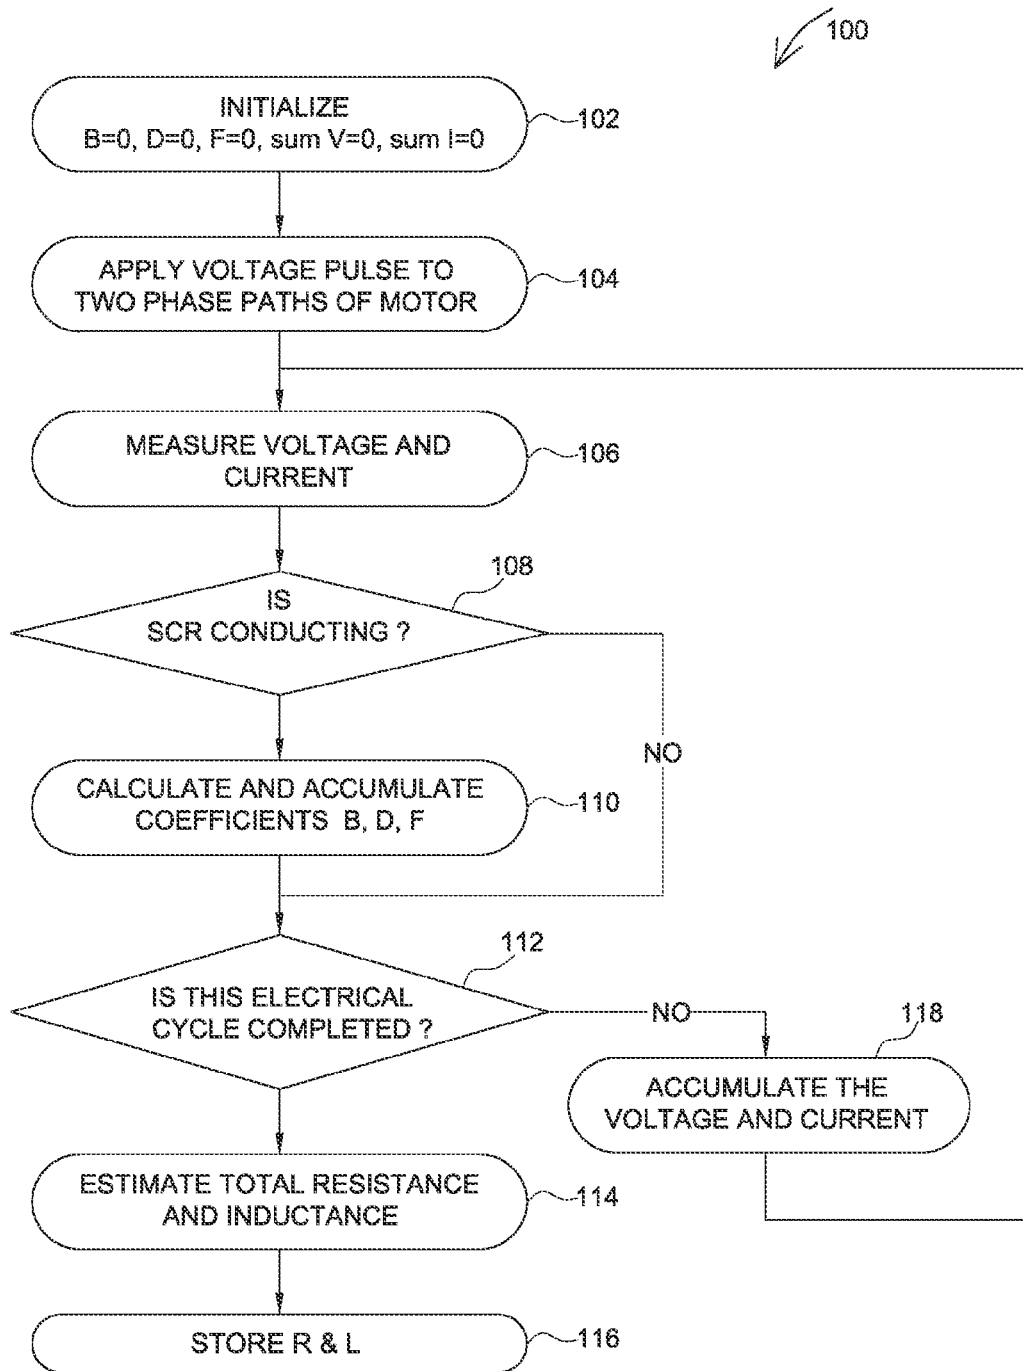 100
INITIALIZE
B=0, D=0, F=0, sum V=0, sum I=0
102
APPLY VOLTAGE PULSE TO
TWO PHASE PATHS OF MOTOR
104
MEASURE VOLTAGE AND
CURRENT
106
108
IS
SCR CONDUCTING ?
NO
CALCULATE AND ACCUMULATE
COEFFICIENTS B, D, F
110
112
IS THIS ELECTRICAL
CYCLE COMPLETED ?
NO
118
ACCUMULATE THE
VOLTAGE AND CURRENT
ESTIMATE TOTAL RESISTANCE
AND INDUCTANCE
114
STORE R & L
116